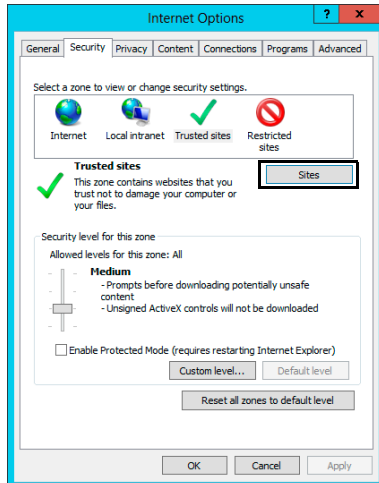 Internet Options
?
x
General Security Privacy Content Connections Programs Advanced
Select a zone to view or change security settings.
Internet Local intranet Trusted sites Restricted
sites
Trusted sites
Sites
This zone contains websites that you
trust not to damage your computer or
your files.
Security level for this zone
Allowed levels for this zone: All
Medium
- Prompts before downloading potentially unsafe
content
- Unsigned ActiveX controls will not be downloaded
Enable Protected Mode (requires restarting Internet Explorer)
Custom level... Default level
Reset all zones to default level
OK Cancel Apply